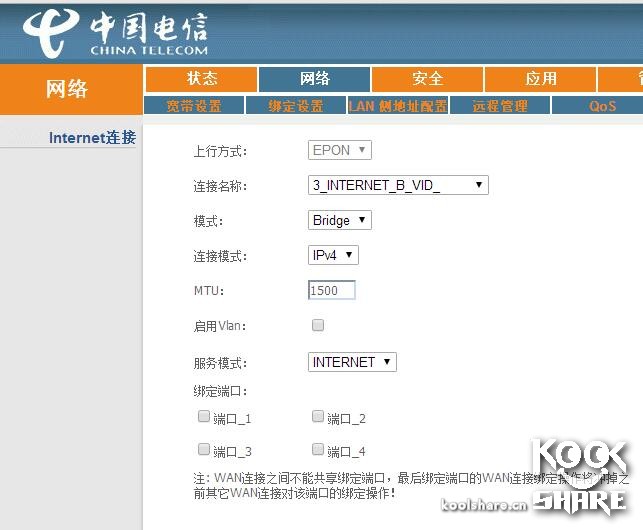 中国电信
CHINA TELECOM
网络
状态 网络 安全 应用
宽带设置 绑定设置 LAN 侧地址配置 远程管理 QoS
Internet连接
上行方式: EPON
连接名称: 3_INTERNET_B_VID_
模式: Bridge
连接模式: IPv4
MTU: 1500
启用Vlan:
服务模式: INTERNET
绑定端口:
端口_1 端口_2
端口_3 端口_4
注: WAN连接之间不能共享绑定端口，最后绑定端口的WAN连接绑定操作将冲掉之
前其它WAN连接对该端口的绑定操作!
koolshare.cn
KOOL
SHARE